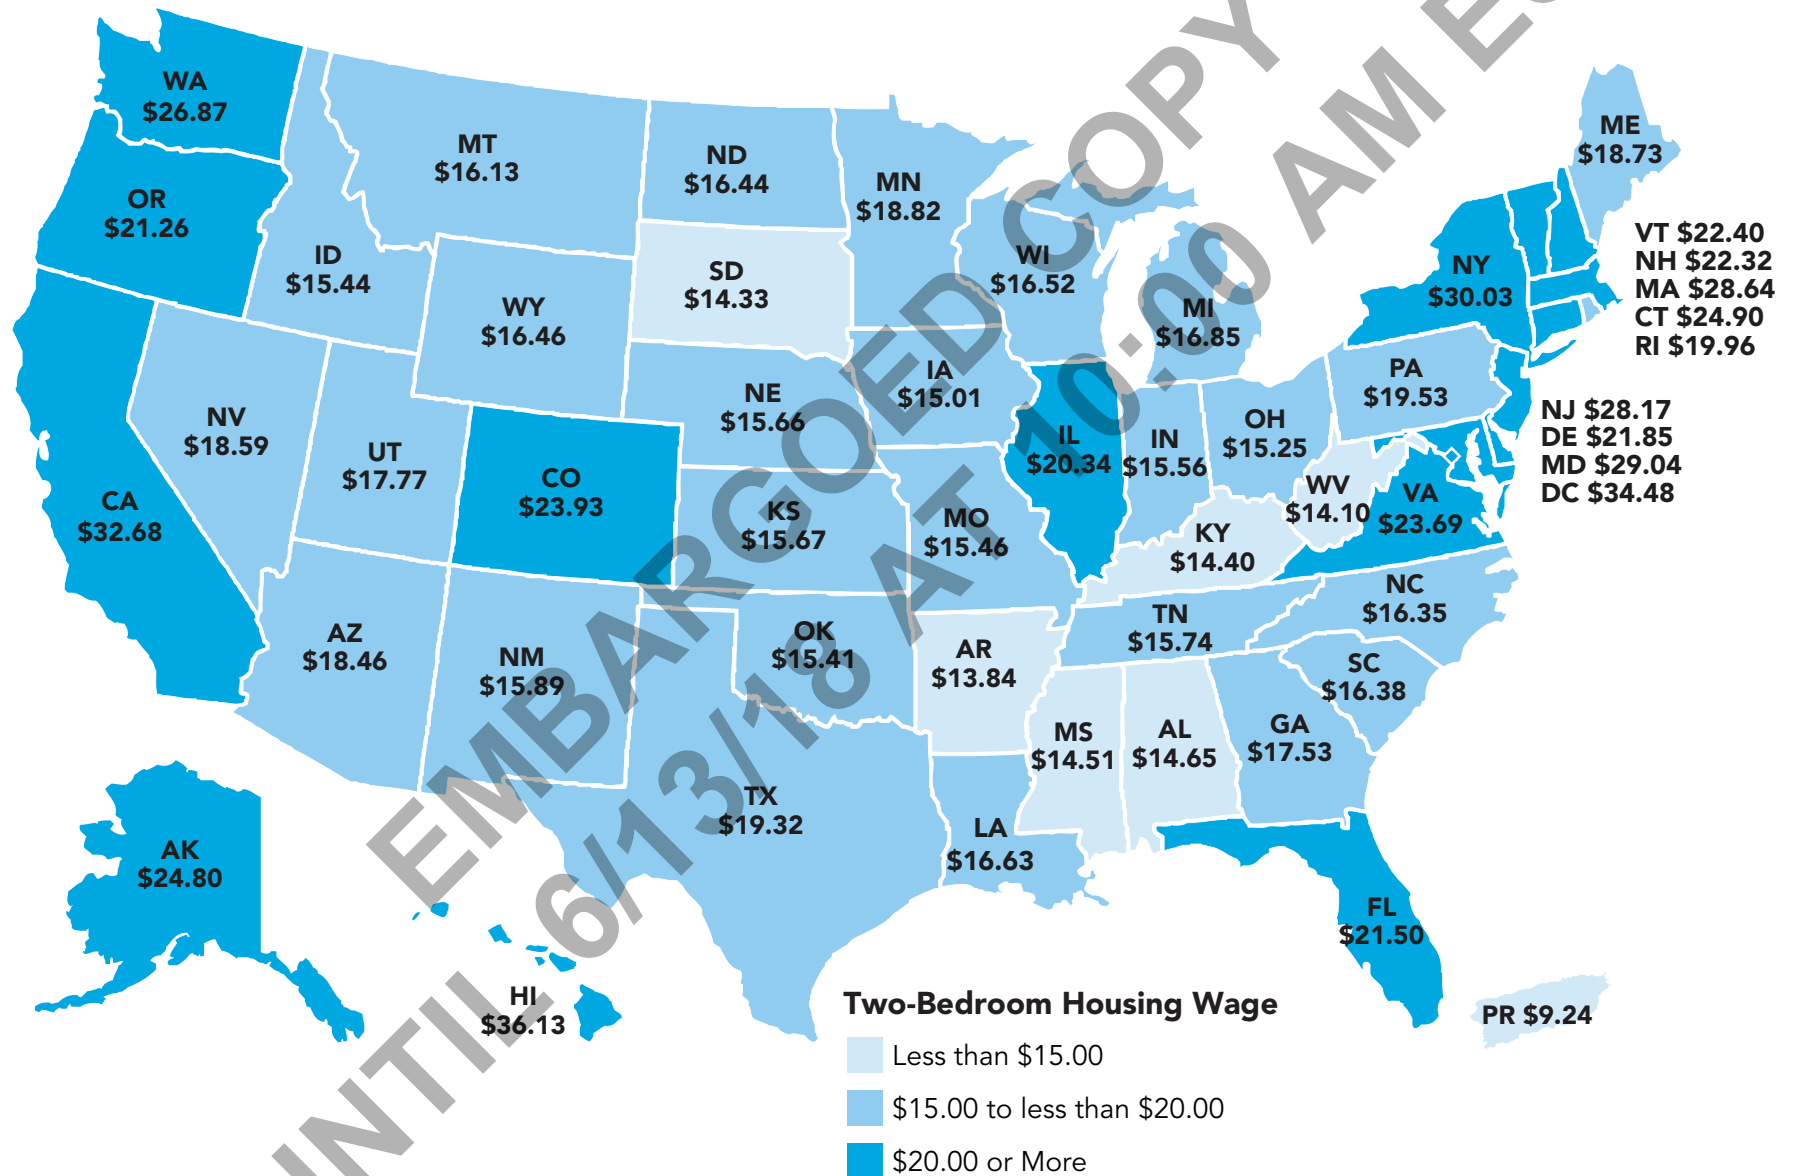 WA
$26.87
OR
$21.26
CA
$32.68
ID
$15.44
NV
$18.59
MT
$16.13
WY
$16.46
UT
$17.77
CO
$23.93
AZ
$18.46
NM
$15.89
ND
$16.44
SD
$14.33
NE
$15.66
KS
$15.67
OK
$15.41
TX
$19.32
MN
$18.82
IA
$15.01
MO
$15.46
AR
$13.84
LA
$16.63
WI
$16.52
IL
$20.34
MI
$16.85
IN
$15.56
OH
$15.25
KY
$14.40
TN
$15.74
MS
$14.51
AL
$14.65
GA
$17.53
FL
$21.50
SC
$16.38
NC
$16.35
WV
$14.10
VA
$23.69
PA
$19.53
NY
$30.03
ME
$18.73
VT $22.40
NH $22.32
MA $28.64
CT $24.90
RI $19.96
NJ $28.17
DE $21.85
MD $29.04
DC $34.48
AK
$24.80
HI
$36.13
PR $9.24
Two-Bedroom Housing Wage
Less than $15.00
$15.00 to less than $20.00
$20.00 or More
EMBARGOED COPY
6/13/18 AT 10:00 AM